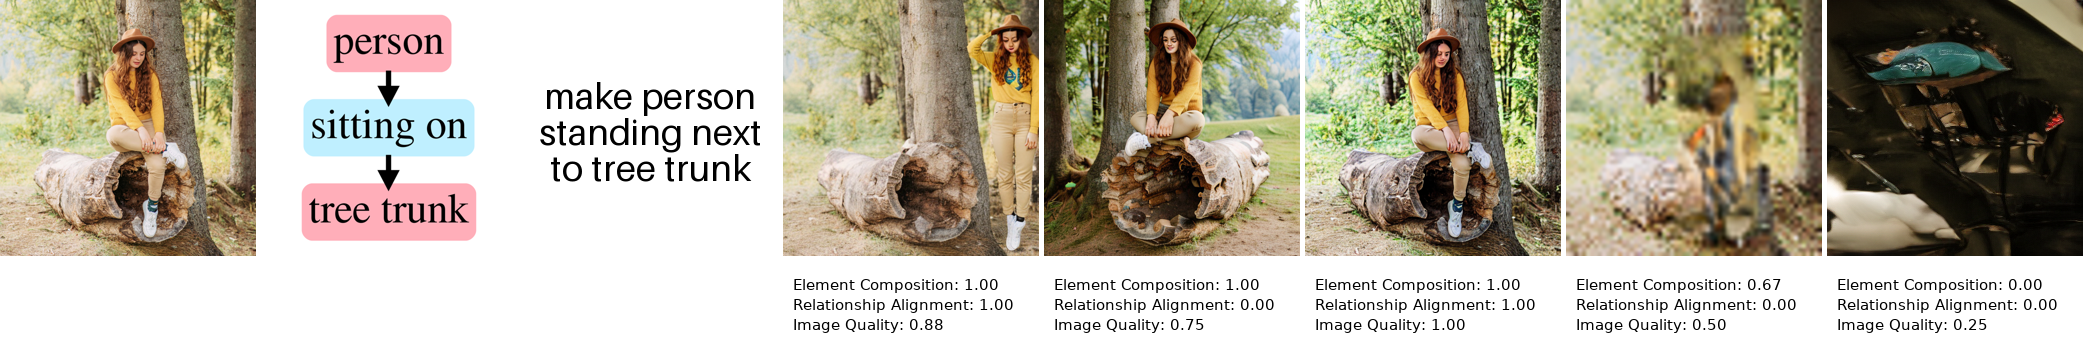 person
sitting on
tree trunk
make person
standing next
to tree trunk
Element Composition: 1.00
Relationship Alignment: 1.00
Image Quality: 0.88
Element Composition: 1.00
Relationship Alignment: 0.00
Image Quality: 0.75
Element Composition: 1.00
Relationship Alignment: 1.00
Image Quality: 1.00
Element Composition: 0.67
Relationship Alignment: 0.00
Image Quality: 0.50
Element Composition: 0.00
Relationship Alignment: 0.00
Image Quality: 0.25